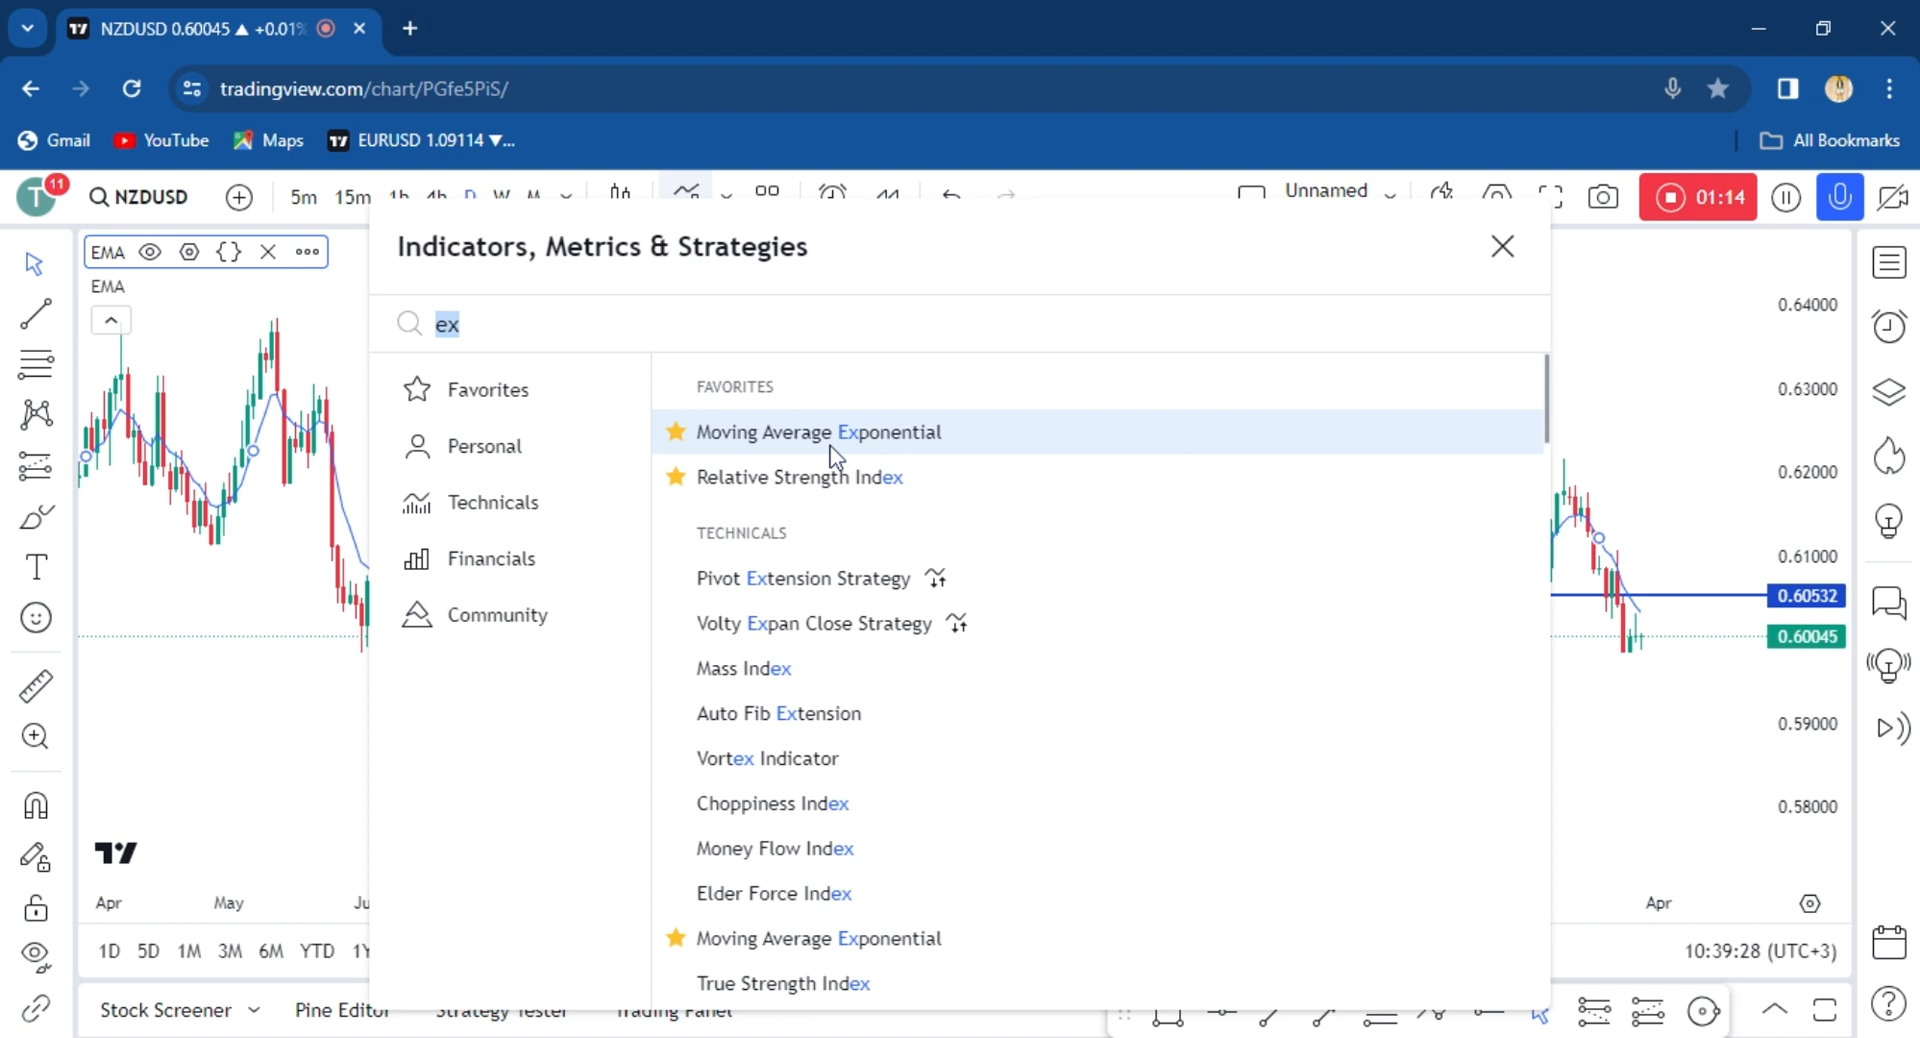 NZDUSD 0.60045 ▲ +0.01%
tradingview.com/chart/PGfe5PiS/
Gmail YouTube Maps EURUSD 1.09114 ▼... All Bookmarks
T 11 NZDUSD 5m 15m 1h 4h D W M Unnamed 01:14
Indicators, Metrics & Strategies
EMA
EMA
ex
Favorites
Personal
Technicals
Financials
Community
FAVORITES
Moving Average Exponential
Relative Strength Index
TECHNICALS
Pivot Extension Strategy
Volty Expan Close Strategy
Mass Index
Auto Fib Extension
Vortex Indicator
Choppiness Index
Money Flow Index
Elder Force Index
Moving Average Exponential
True Strength Index
0.64000
0.63000
0.62000
0.61000
0.60532
0.60045
0.59000
0.58000
Apr May Ju Apr
1D 5D 1M 3M 6M YTD 1Y 10:39:28 (UTC+3)
Stock Screener Pine Editor Strategy Tester Trading Panel